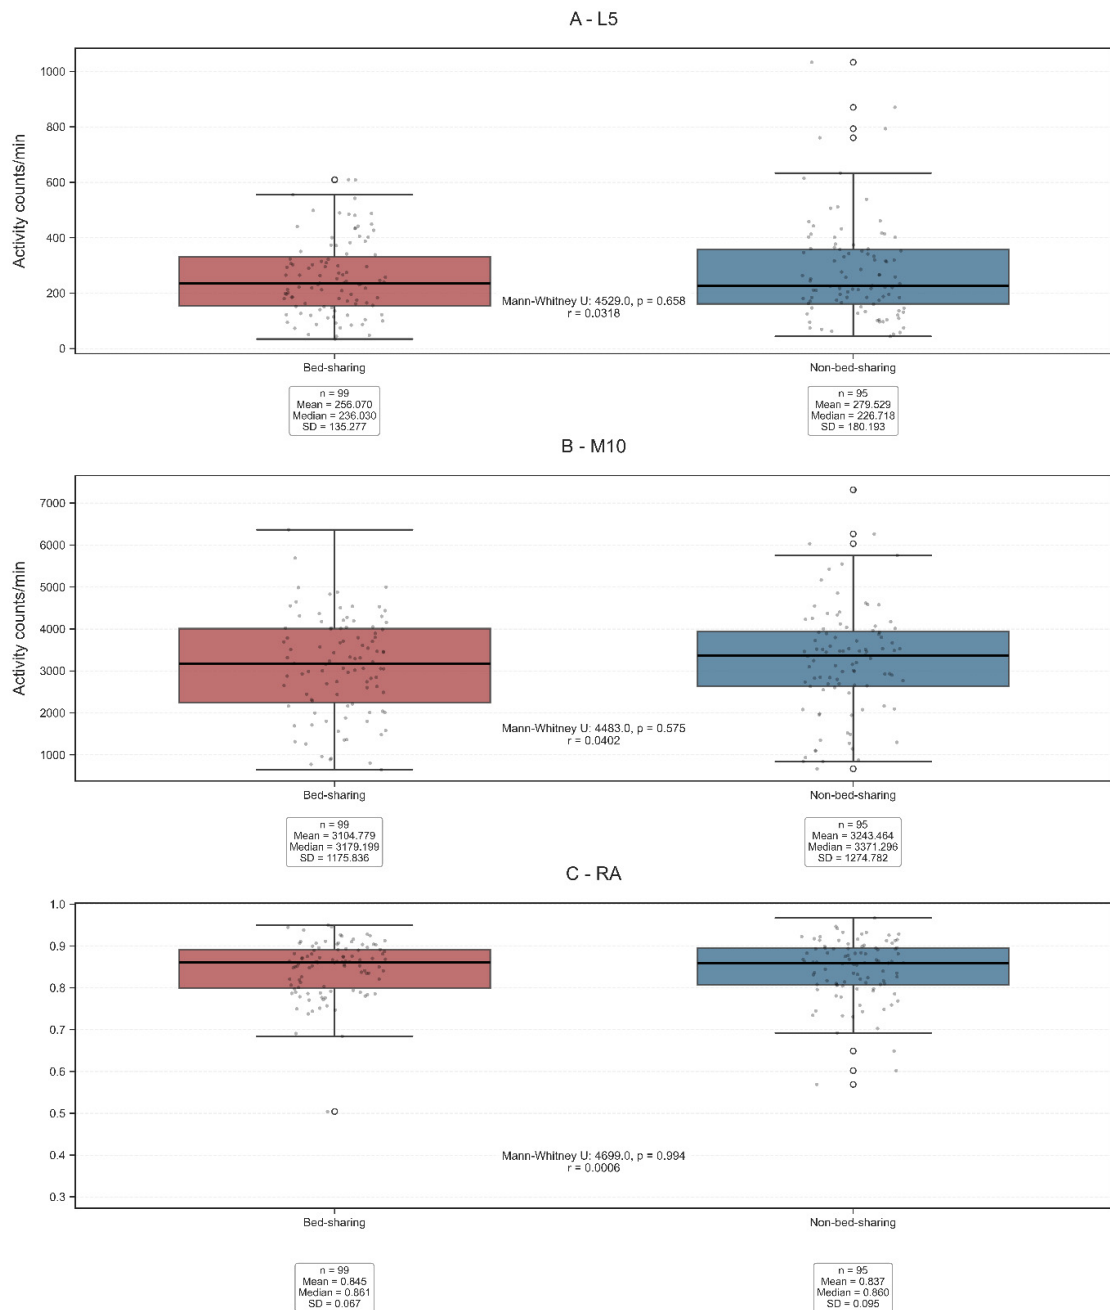 A - L5
1000
800
600
400
200
0
Activity counts/min
Mann-Whitney U: 4529.0, p = 0.658
r = 0.0318
Bed-sharing
Non-bed-sharing
n = 99
Mean = 256.070
Median = 236.030
SD = 135.277
n = 95
Mean = 279.529
Median = 226.718
SD = 180.193
B - M10
7000
6000
5000
4000
3000
2000
1000
Activity counts/min
Mann-Whitney U: 4483.0, p = 0.575
r = 0.0402
Bed-sharing
Non-bed-sharing
n = 99
Mean = 3104.779
Median = 3179.199
SD = 1175.836
n = 95
Mean = 3243.464
Median = 3371.296
SD = 1274.782
C - RA
1.0
0.9
0.8
0.7
0.6
0.5
0.4
0.3
Mann-Whitney U: 4699.0, p = 0.994
r = 0.0006
Bed-sharing
Non-bed-sharing
n = 99
Mean = 0.845
Median = 0.861
SD = 0.067
n = 95
Mean = 0.837
Median = 0.860
SD = 0.095